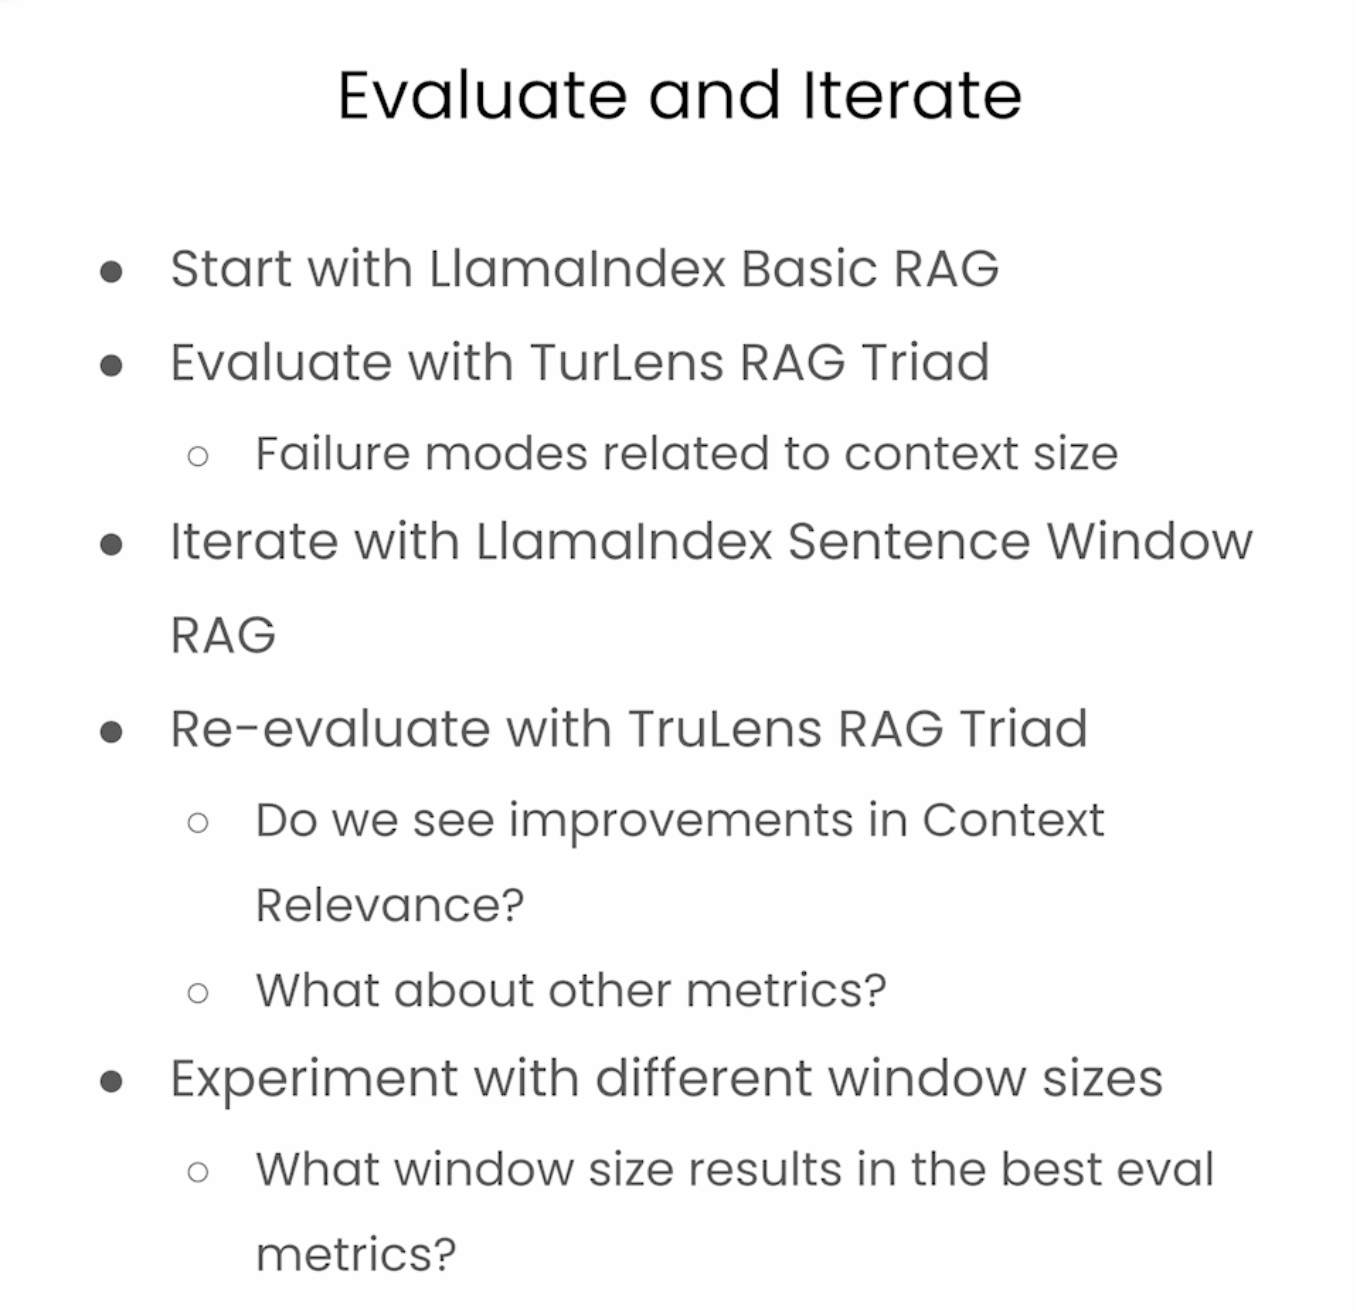 Evaluate and Iterate
● Start with LlamaIndex Basic RAG
● Evaluate with TurLens RAG Triad
○ Failure modes related to context size
● Iterate with LlamaIndex Sentence Window
RAG
● Re-evaluate with TruLens RAG Triad
○ Do we see improvements in Context
Relevance?
○ What about other metrics?
● Experiment with different window sizes
○ What window size results in the best eval
metrics?